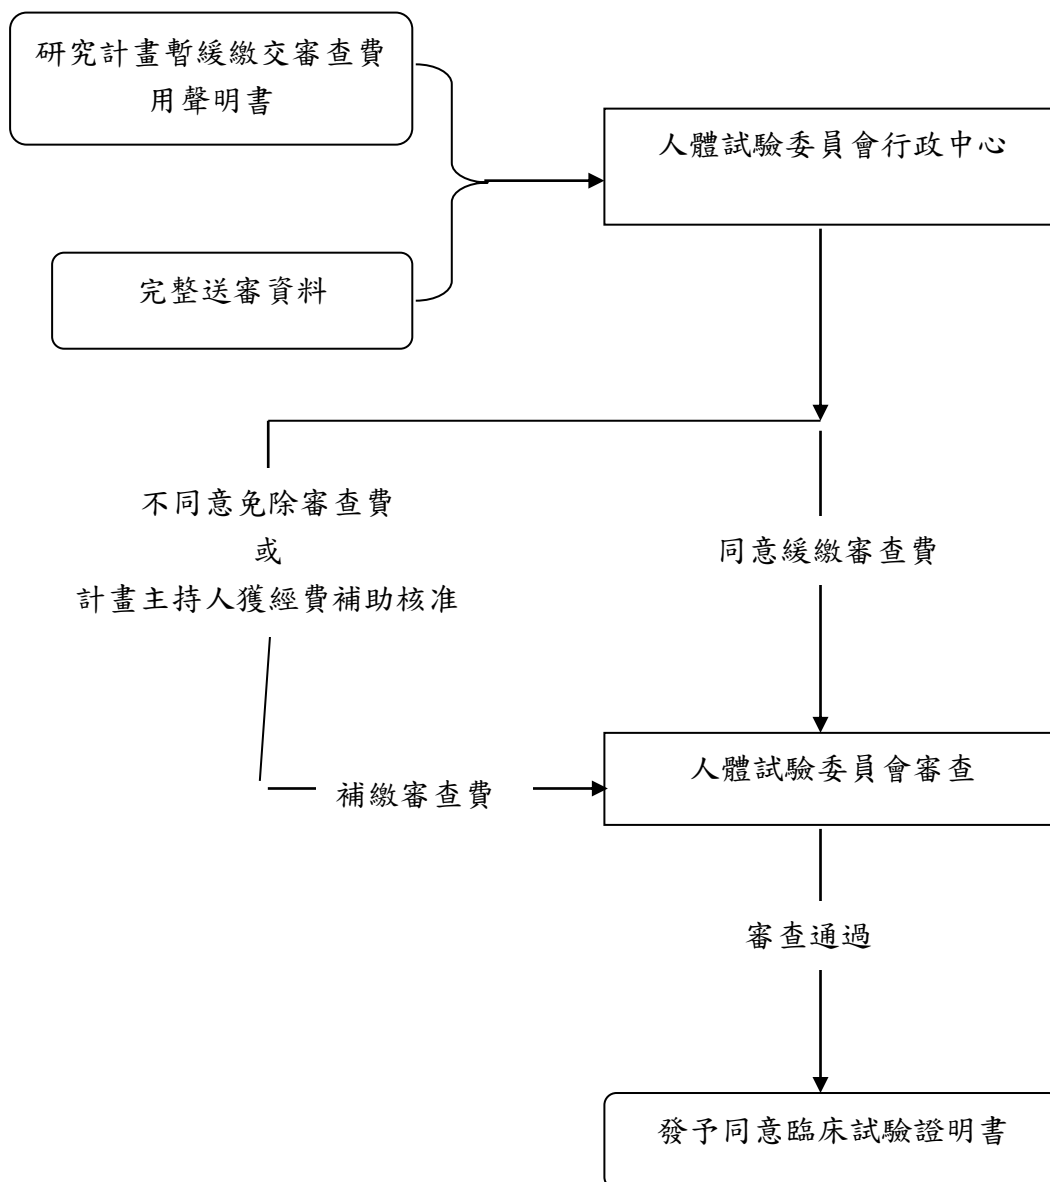 研究計畫暫緩繳交審查費
用聲明書
人體試驗委員會行政中心
完整送審資料
不同意免除審查費
或
計畫主持人獲經費補助核准
同意緩繳審查費
人體試驗委員會審查
補繳審查費
審查通過
發予同意臨床試驗證明書